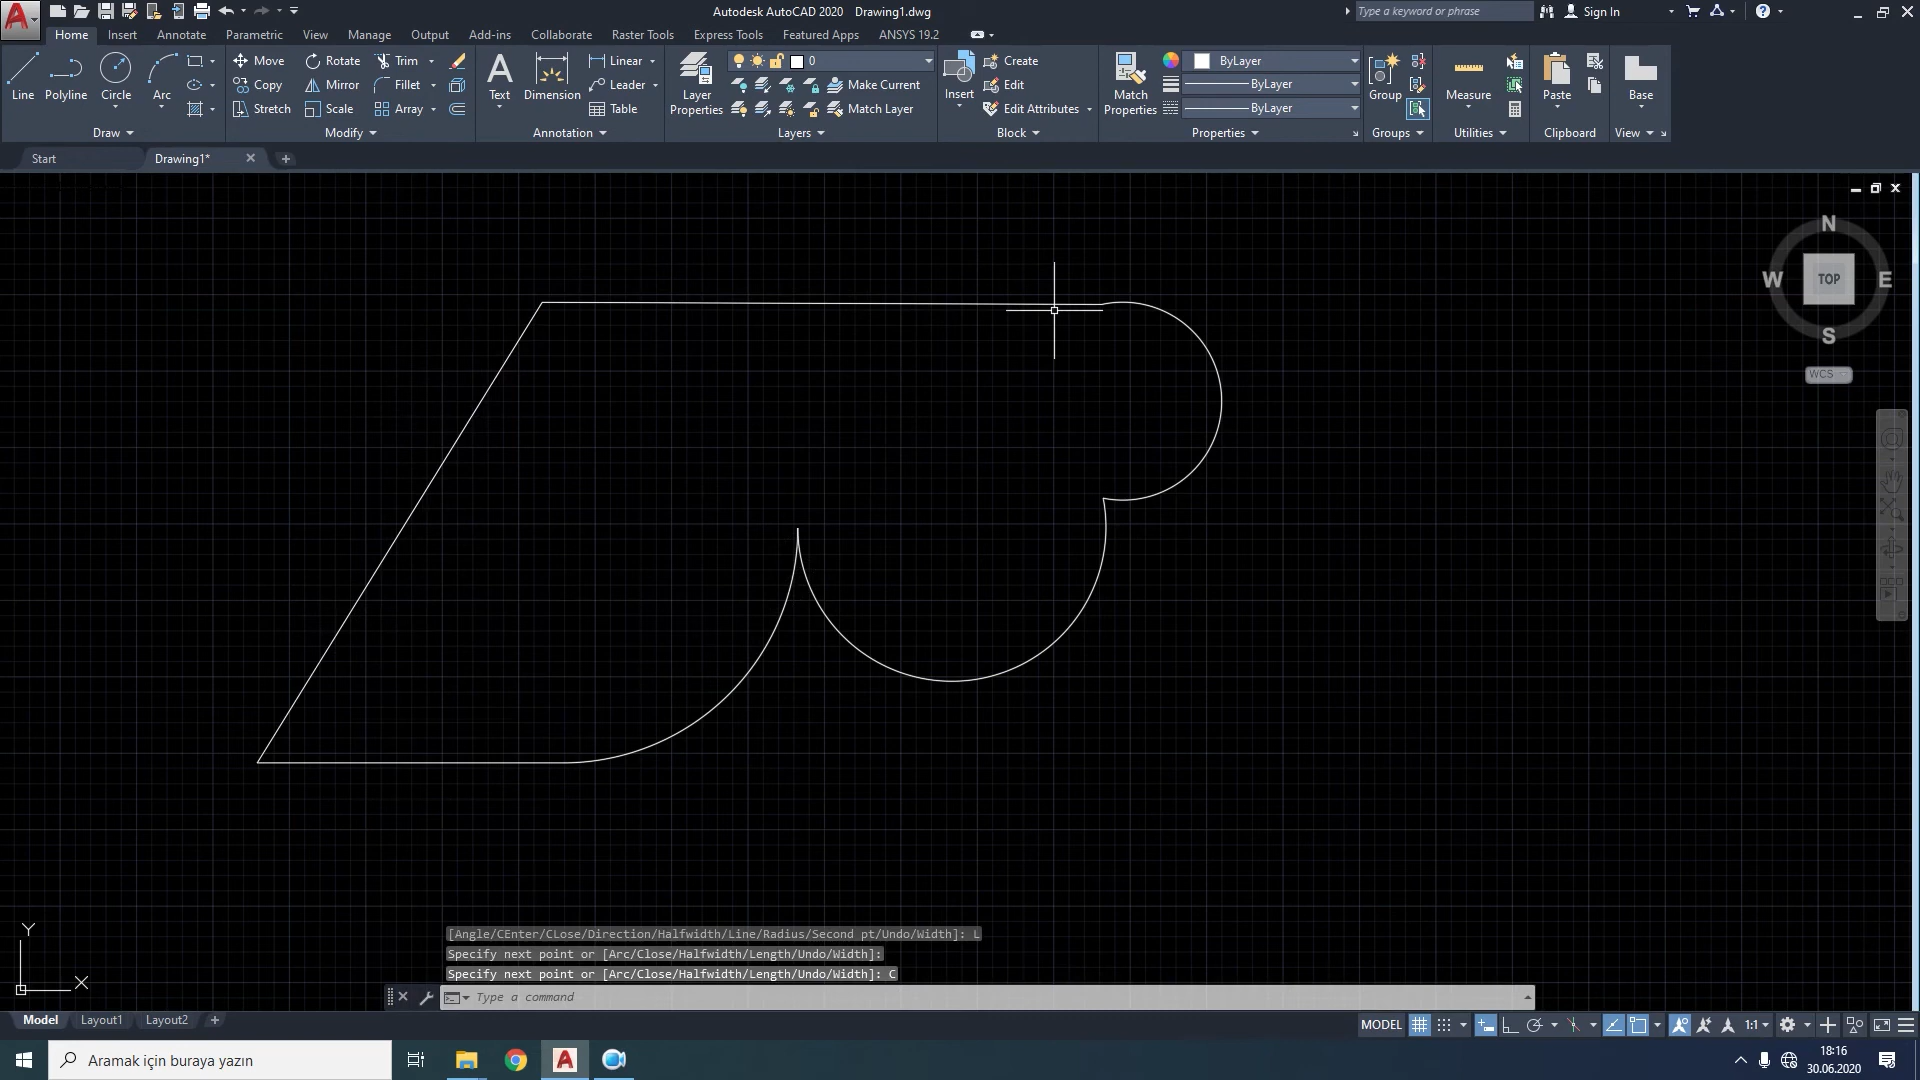 A Autodesk AutoCAD 2020 Drawing1.dwg Type a keyword or phrase Sign In
Home Insert Annotate Parametric View Manage Output Add-ins Collaborate Raster Tools Express Tools Featured Apps ANSYS 19.2
Line Polyline Circle Arc
Draw
Move Rotate Trim
Copy Mirror Fillet
Stretch Scale Array
Modify
Text Dimension
Linear
Leader
Table
Annotation
Layer Properties
0
Make Current
Match Layer
Layers
Insert
Create
Edit
Edit Attributes
Block
Match Properties
ByLayer
ByLayer
ByLayer
Properties
Group
Groups
Measure
Utilities
Paste
Clipboard
Base
View
Start Drawing1*
N
W TOP E
S
WCS
Y
X
[Angle/CEnter/CLose/Direction/Halfwidth/Line/Radius/Second pt/Undo/Width]: L
Specify next point or [Arc/Close/Halfwidth/Length/Undo/Width]:
Specify next point or [Arc/Close/Halfwidth/Length/Undo/Width]: C
Type a command
Model Layout1 Layout2
MODEL 1:1
Aramak için buraya yazın
A
18:16
30.06.2020